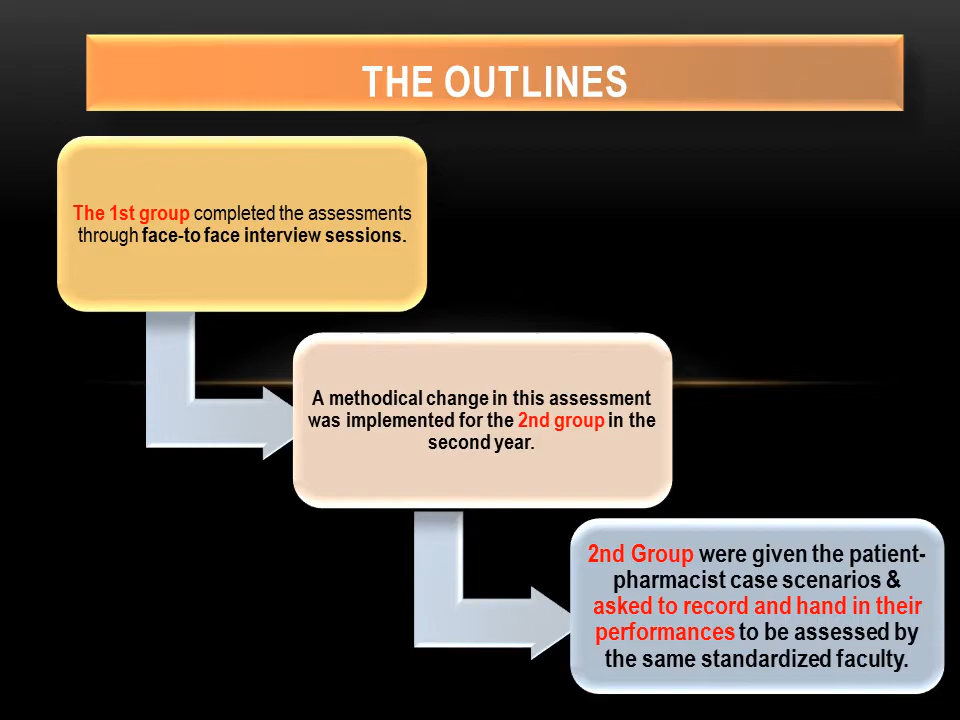 THE OUTLINES
The 1st group completed the assessments
through face-to face interview sessions.
A methodical change in this assessment
was implemented for the 2nd group in the
second year.
2nd Group were given the patient-
pharmacist case scenarios &
asked to record and hand in their
performances to be assessed by
the same standardized faculty.